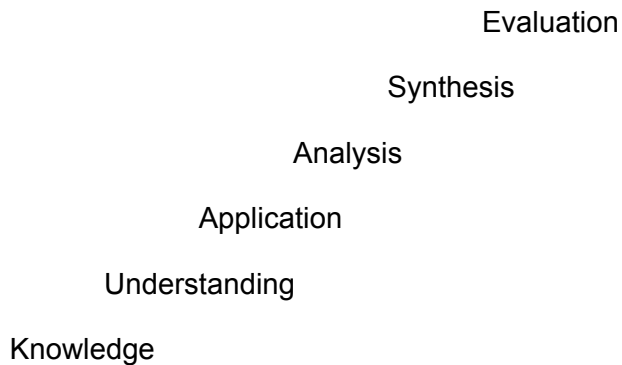 Evaluation
Synthesis
Analysis
Application
Understanding
Knowledge